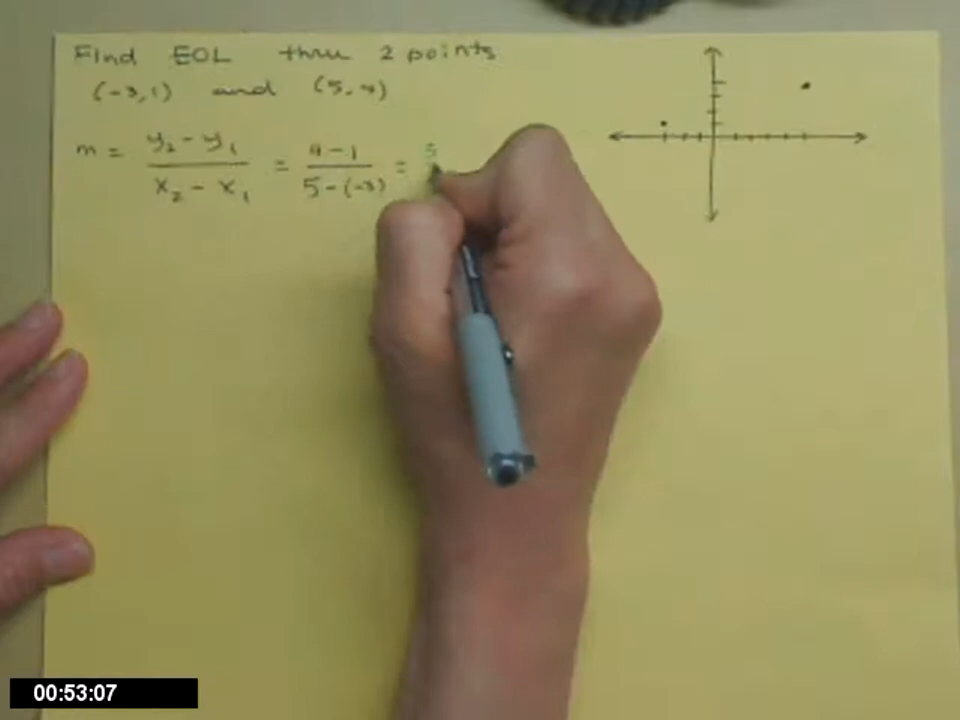 Find EOL thru 2 points
(-3,1) and (5,4)
m = y₂ - y₁ / x₂ - x₁ = 4 - 1 / 5 - (-3) =
00:53:07